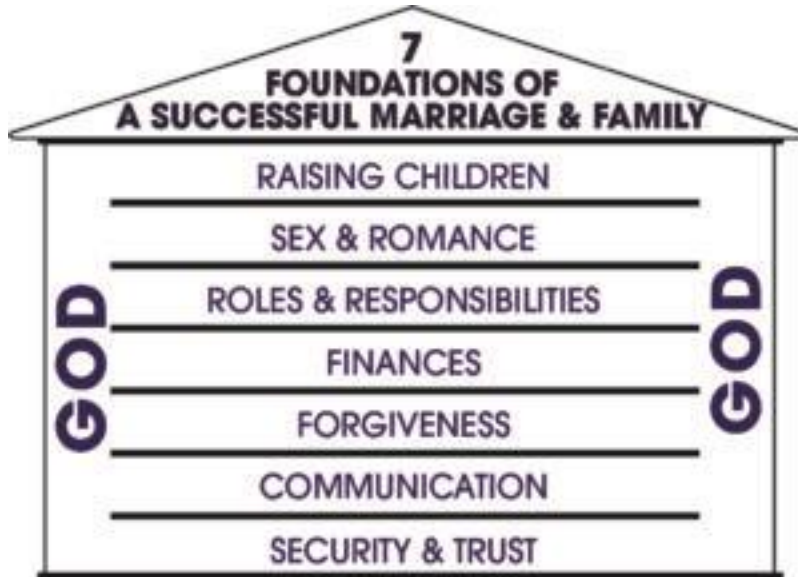 7
FOUNDATIONS OF
A SUCCESSFUL MARRIAGE & FAMILY
RAISING CHILDREN
SEX & ROMANCE
ROLES & RESPONSIBILITIES
GOD
GOD
FINANCES
FORGIVENESS
COMMUNICATION
SECURITY & TRUST